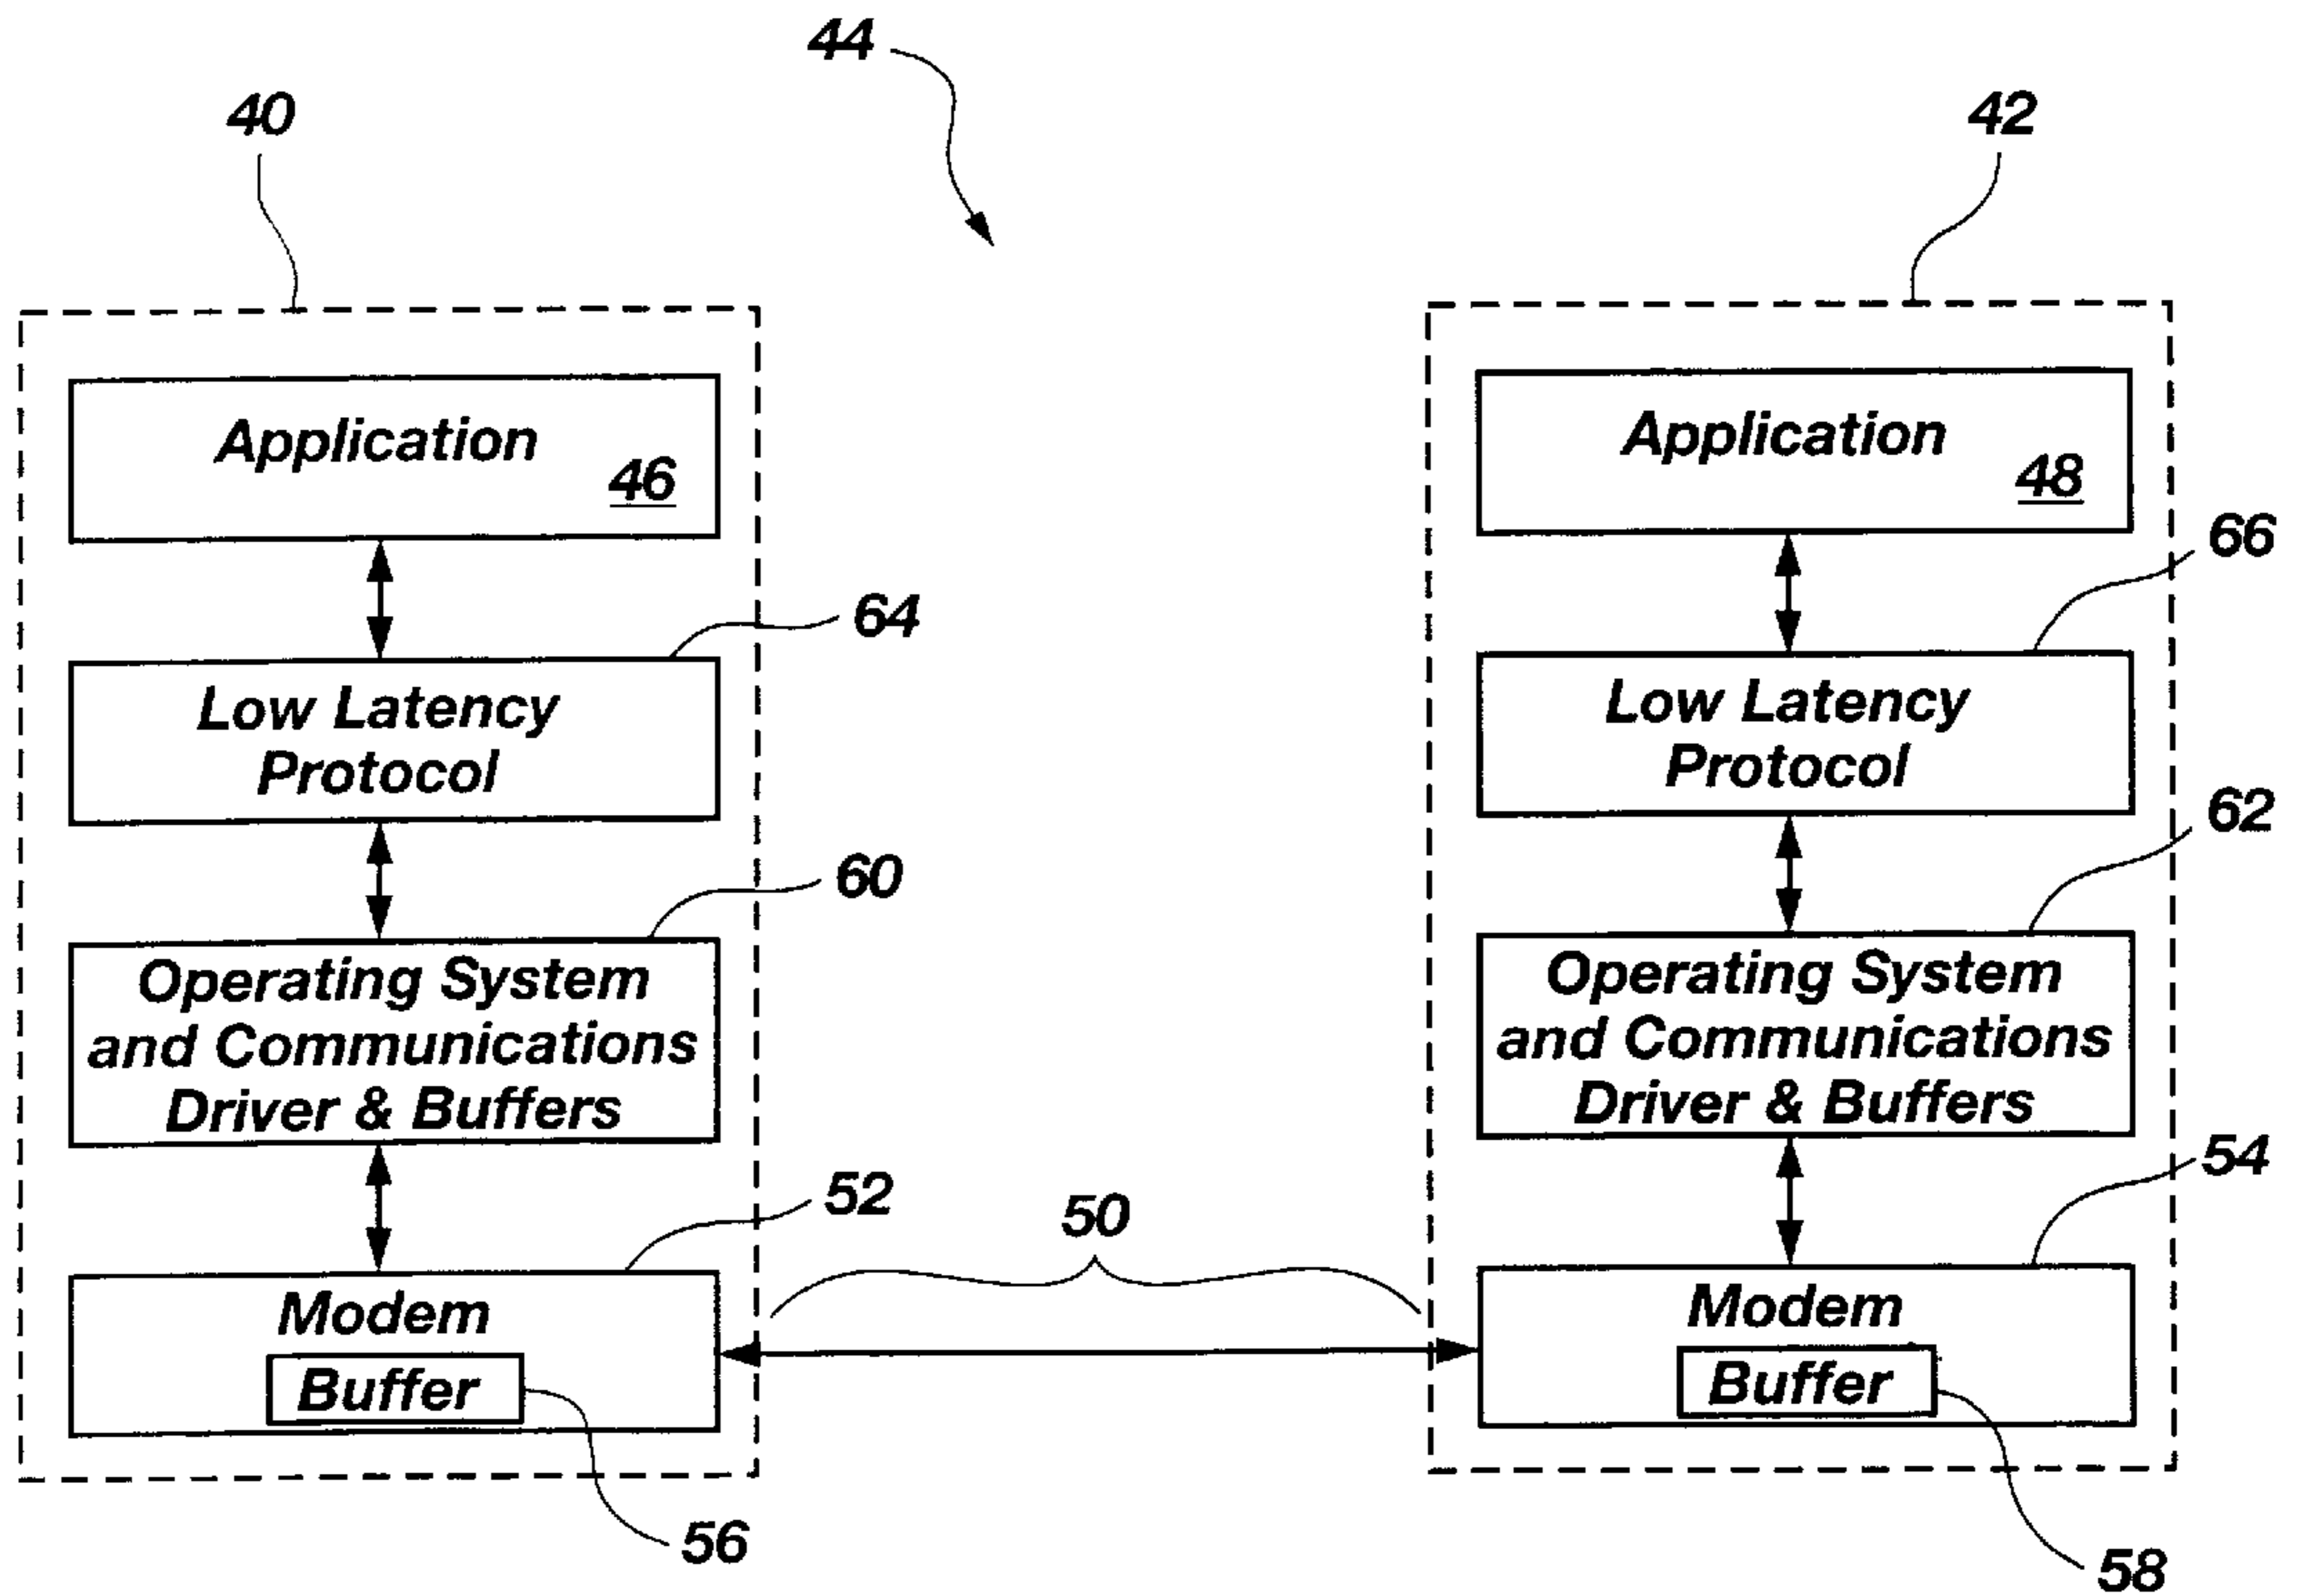 44
40
42
Application
46
Application
48
66
64
Low Latency
Protocol
Low Latency
Protocol
62
60
Operating System
and Communications
Driver & Buffers
Operating System
and Communications
Driver & Buffers
54
52
50
Modem
Buffer
Modem
Buffer
56
58